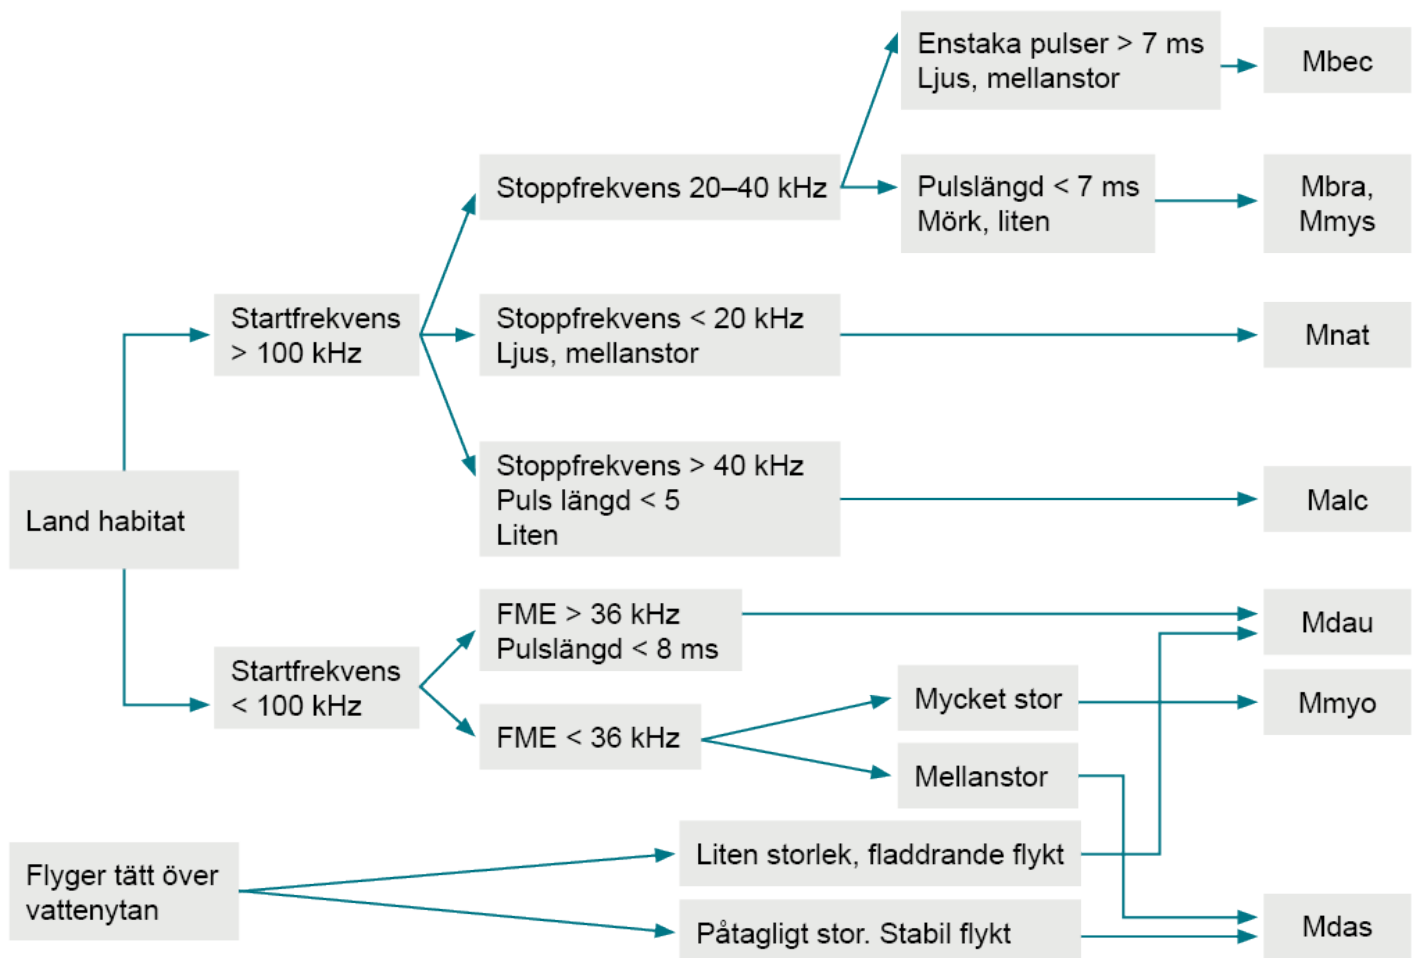 Enstaka pulser > 7 ms
Ljus, mellanstor
Mbec
Stoppfrekvens 20–40 kHz
Pulslängd < 7 ms
Mörk, liten
Mbra,
Mmys
Startfrekvens
> 100 kHz
Stoppfrekvens < 20 kHz
Ljus, mellanstor
Mnat
Stoppfrekvens > 40 kHz
Puls längd < 5
Liten
Malc
Land habitat
FME > 36 kHz
Pulslängd < 8 ms
Mdau
Startfrekvens
< 100 kHz
FME < 36 kHz
Mycket stor
Mmyo
Mellanstor
Flyger tätt över
vattenytan
Liten storlek, fladdrande flykt
Påtagligt stor. Stabil flykt
Mdas